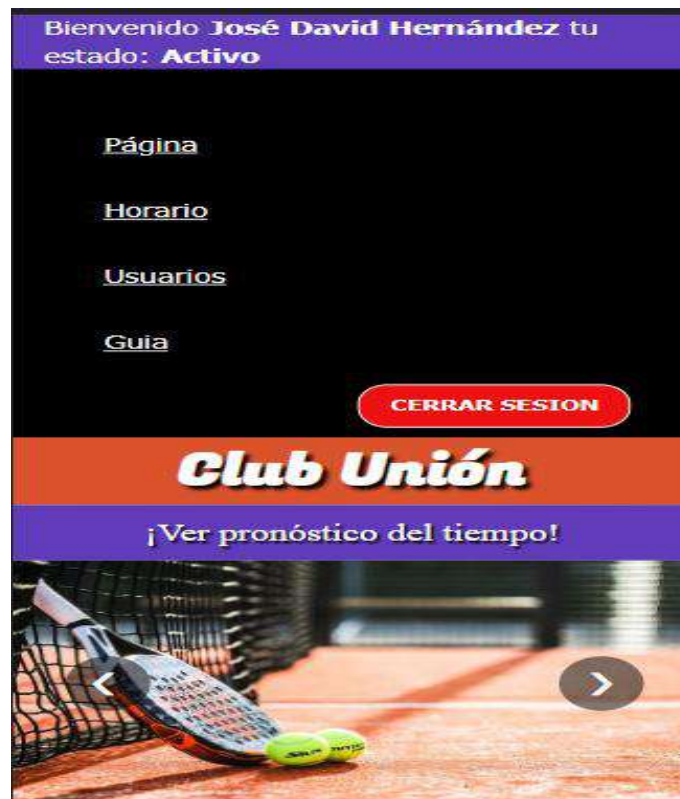 Bienvenido José David Hernández tu
estado: Activo
Página
Horario
Usuarios
Guia
CERRAR SESION
Club Unión
¡Ver pronóstico del tiempo!